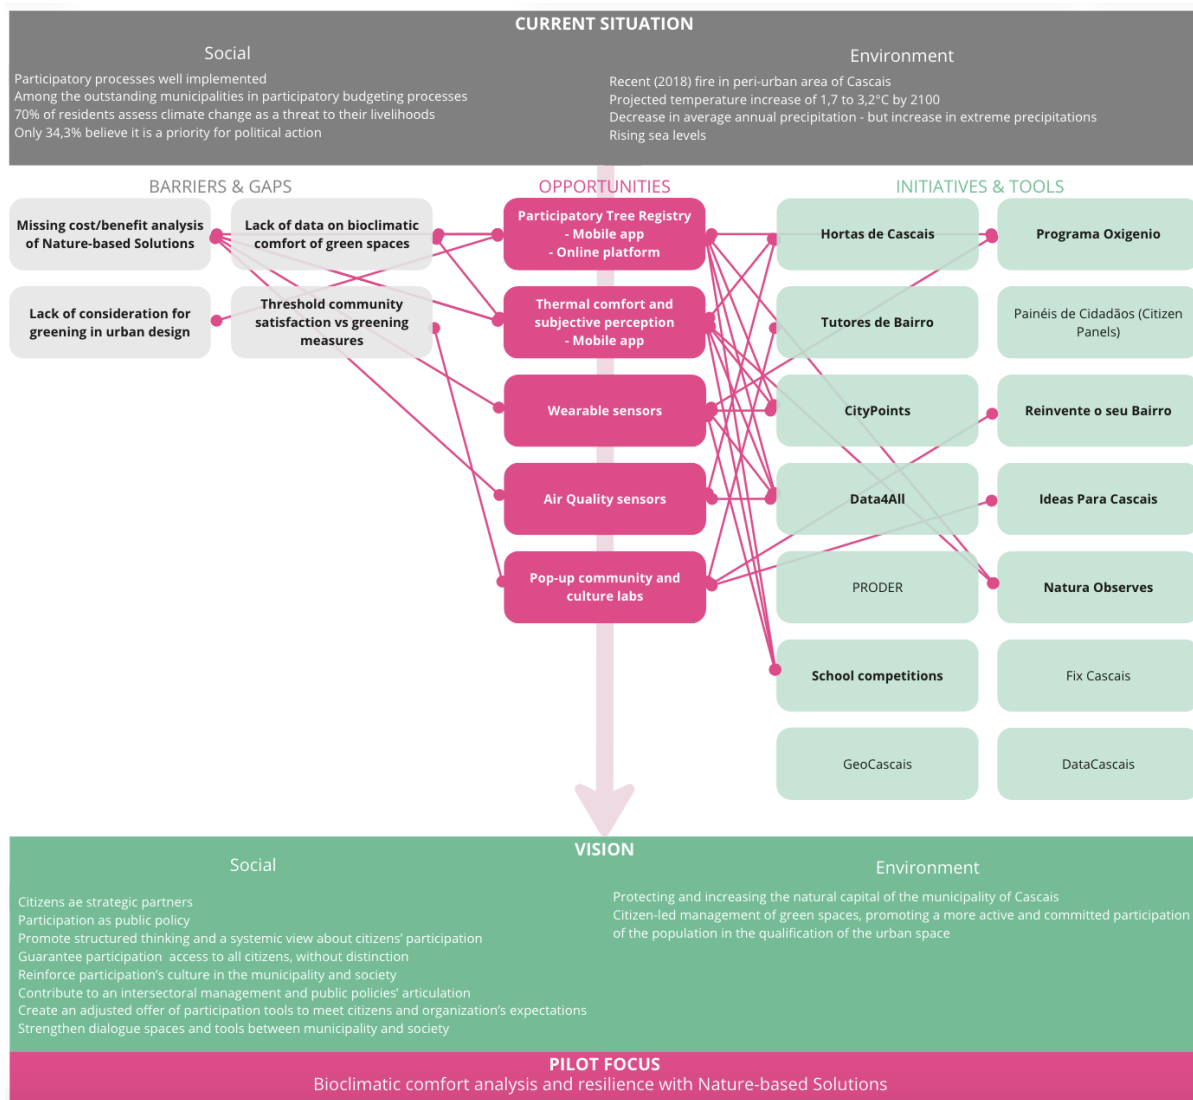 CURRENT SITUATION
Social
Participatory processes well implemented
Among the outstanding municipalities in participatory budgeting processes
70% of residents assess climate change as a threat to their livelihoods
Only 34,3% believe it is a priority for political action
Environment
Recent (2018) fire in peri-urban area of Cascais
Projected temperature increase of 1,7 to 3,2°C by 2100
Decrease in average annual precipitation - but increase in extreme precipitations
Rising sea levels
BARRIERS & GAPS
Missing cost/benefit analysis
of Nature-based Solutions
Lack of data on bioclimatic
comfort of green spaces
Lack of consideration for
greening in urban design
Threshold community
satisfaction vs greening
measures
OPPORTUNITIES
Participatory Tree Registry
- Mobile app
- Online platform
Thermal comfort and
subjective perception
- Mobile app
Wearable sensors
Air Quality sensors
Pop-up community and
culture labs
INITIATIVES & TOOLS
Hortas de Cascais
Programa Oxigenio
Tutores de Bairro
Painéis de Cidadãos (Citizen
Panels)
CityPoints
Reinvente o seu Bairro
Data4All
Ideas Para Cascais
PRODER
Natura Observes
School competitions
Fix Cascais
GeoCascais
DataCascais
VISION
Social
Citizens ae strategic partners
Participation as public policy
Promote structured thinking and a systemic view about citizens’ participation
Guarantee participation access to all citizens, without distinction
Reinforce participation’s culture in the municipality and society
Contribute to an intersectoral management and public policies’ articulation
Create an adjusted offer of participation tools to meet citizens and organization’s expectations
Strengthen dialogue spaces and tools between municipality and society
Environment
Protecting and increasing the natural capital of the municipality of Cascais
Citizen-led management of green spaces, promoting a more active and committed participation
of the population in the qualification of the urban space
PILOT FOCUS
Bioclimatic comfort analysis and resilience with Nature-based Solutions